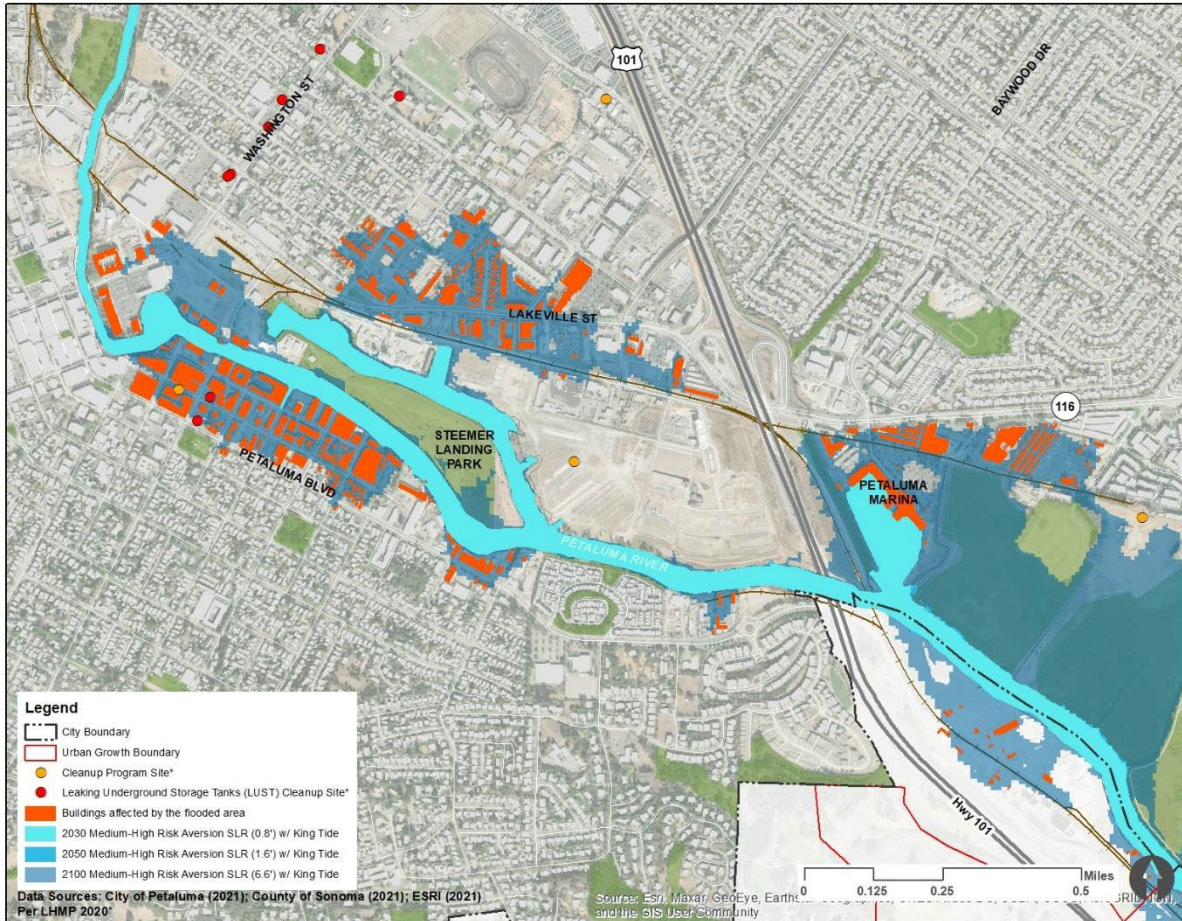 101
BAYWOOD DR
WASHINGTON ST
LAKEVILLE ST
116
STEEMER
LANDING
PARK
PETALUMA
MARINA
PETALUMA BLVD
PETALUMA RIVER
Hwy 101
Legend
City Boundary
Urban Growth Boundary
Cleanup Program Site*
Leaking Underground Storage Tanks (LUST) Cleanup Site*
Buildings affected by the flooded area
2030 Medium-High Risk Aversion SLR (0.8') w/ King Tide
2050 Medium-High Risk Aversion SLR (1.6') w/ King Tide
2100 Medium-High Risk Aversion SLR (6.6') w/ King Tide
Miles
0 0.125 0.25 0.5
Data Sources: City of Petaluma (2021); County of Sonoma (2021); ESRI (2021)
Per LHMP 2020*
Source: Esri, Maxar, GeoEye,
and the GIS User Community